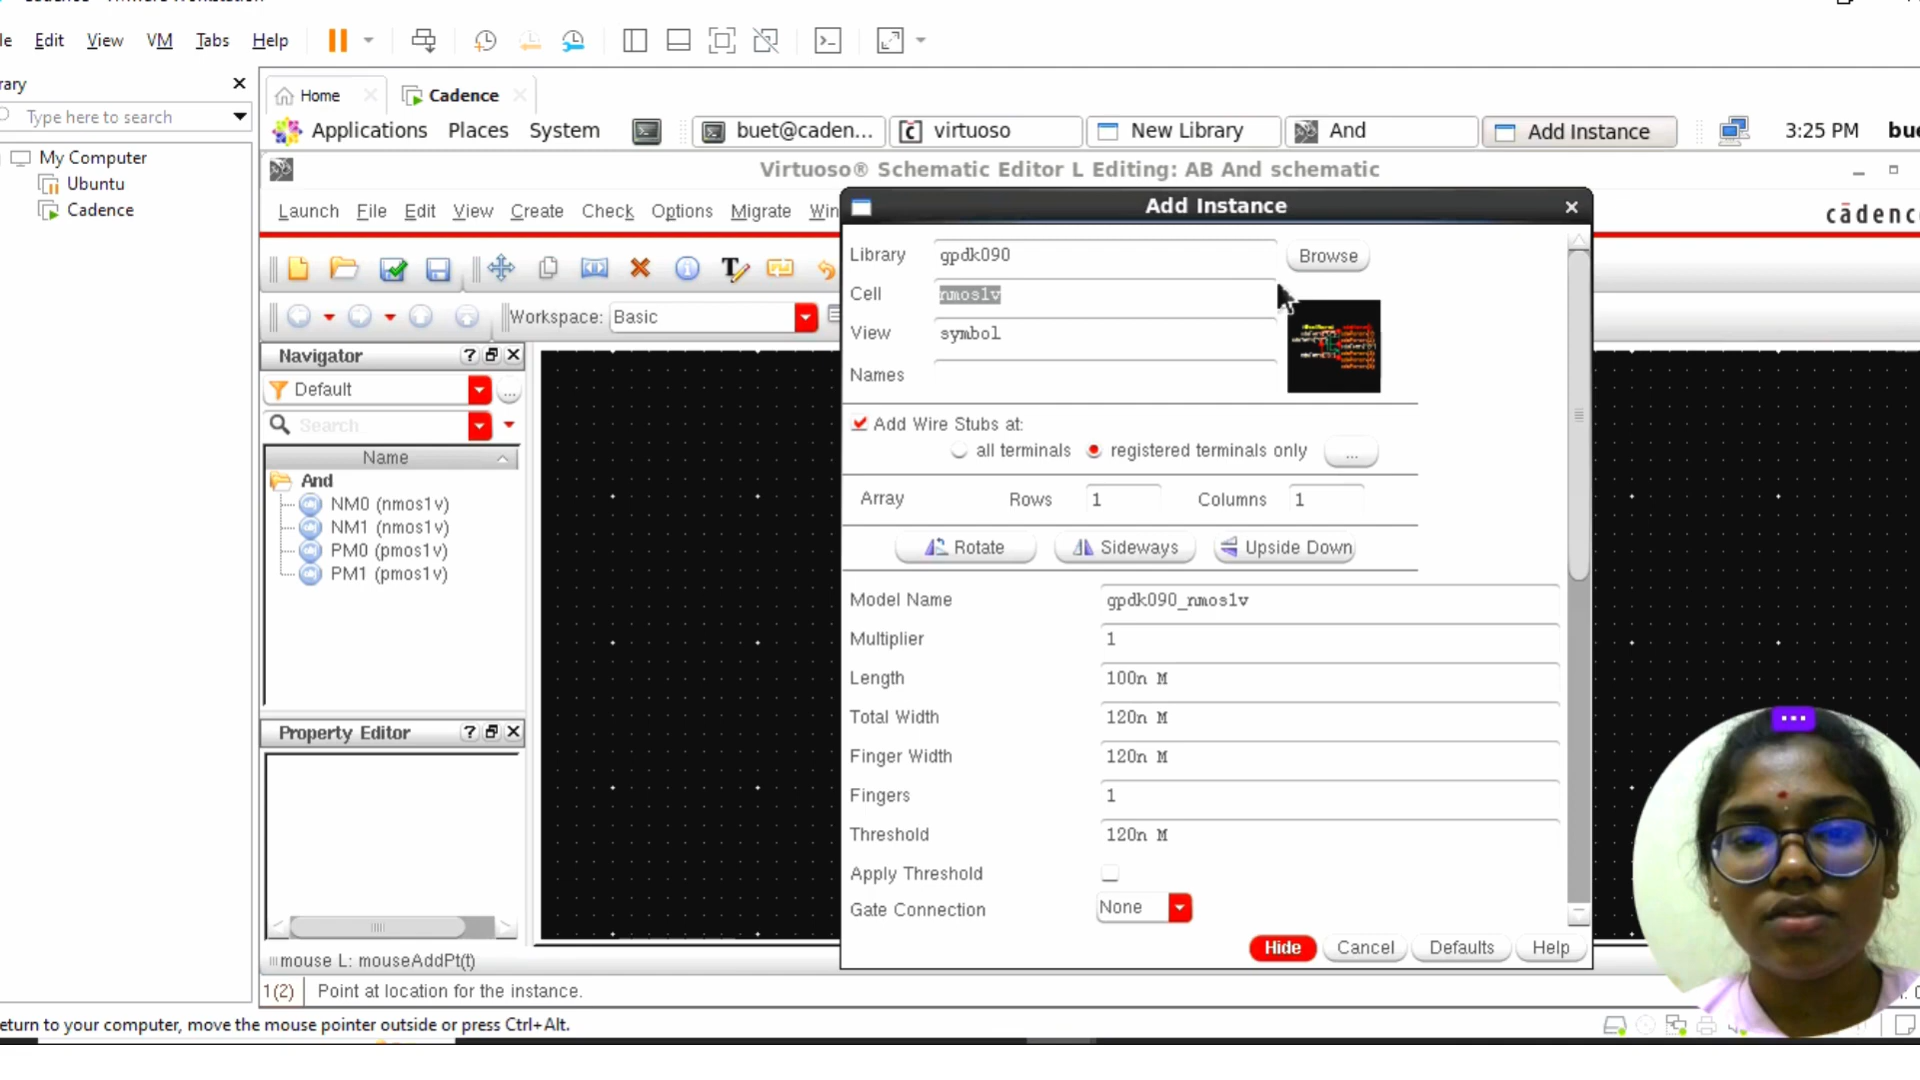 Edit View VM Tabs Help
Type here to search
My Computer
Ubuntu
Cadence
Home
Cadence
Applications Places System buet@caden... virtuoso New Library And Add Instance 3:25 PM
Virtuoso® Schematic Editor L Editing: AB And schematic
Launch File Edit View Create Check Options Migrate
Workspace: Basic
Navigator
Default
Search
Name
And
NM0 (nmos1v)
NM1 (nmos1v)
PM0 (pmos1v)
PM1 (pmos1v)
Property Editor
Add Instance
Library gpdk090 Browse
Cell nmos1v
View symbol
Names
Add Wire Stubs at:
all terminals registered terminals only ...
Array Rows 1 Columns 1
Rotate Sideways Upside Down
Model Name gpdk090_nmos1v
Multiplier 1
Length 100n M
Total Width 120n M
Finger Width 120n M
Fingers 1
Threshold 120n M
Apply Threshold
Gate Connection None
Hide Cancel Defaults Help
mouse L: mouseAddPt(t)
1(2) Point at location for the instance.
to your computer, move the mouse pointer outside or press Ctrl+Alt.